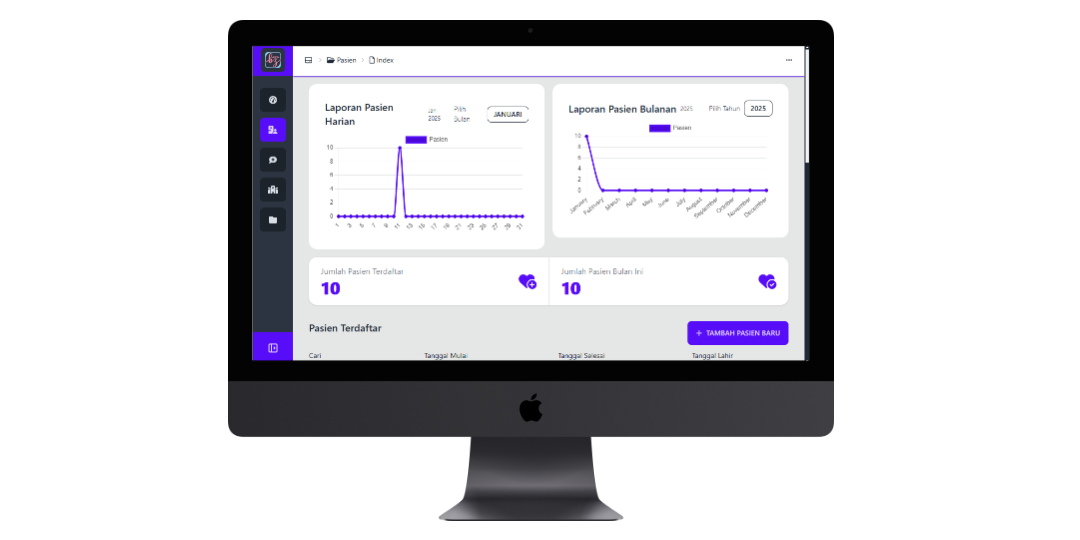 Pasien Index
Laporan Pasien Harian
Jan 2025
Pilih Bulan
JANUARI
Pasien
10
8
6
4
2
0
1 3 5 7 9 11 13 15 17 19 21 23 25 27 29 31
Laporan Pasien Bulanan 2025 Pilih Tahun 2025
Pasien
10
8
6
4
2
0
January February March April May June July August September October November December
Jumlah Pasien Terdaftar
10
Jumlah Pasien Bulan Ini
10
Pasien Terdaftar
+ TAMBAH PASIEN BARU
Cari Tanggal Mulai Tanggal Selesai Tanggal Lahir